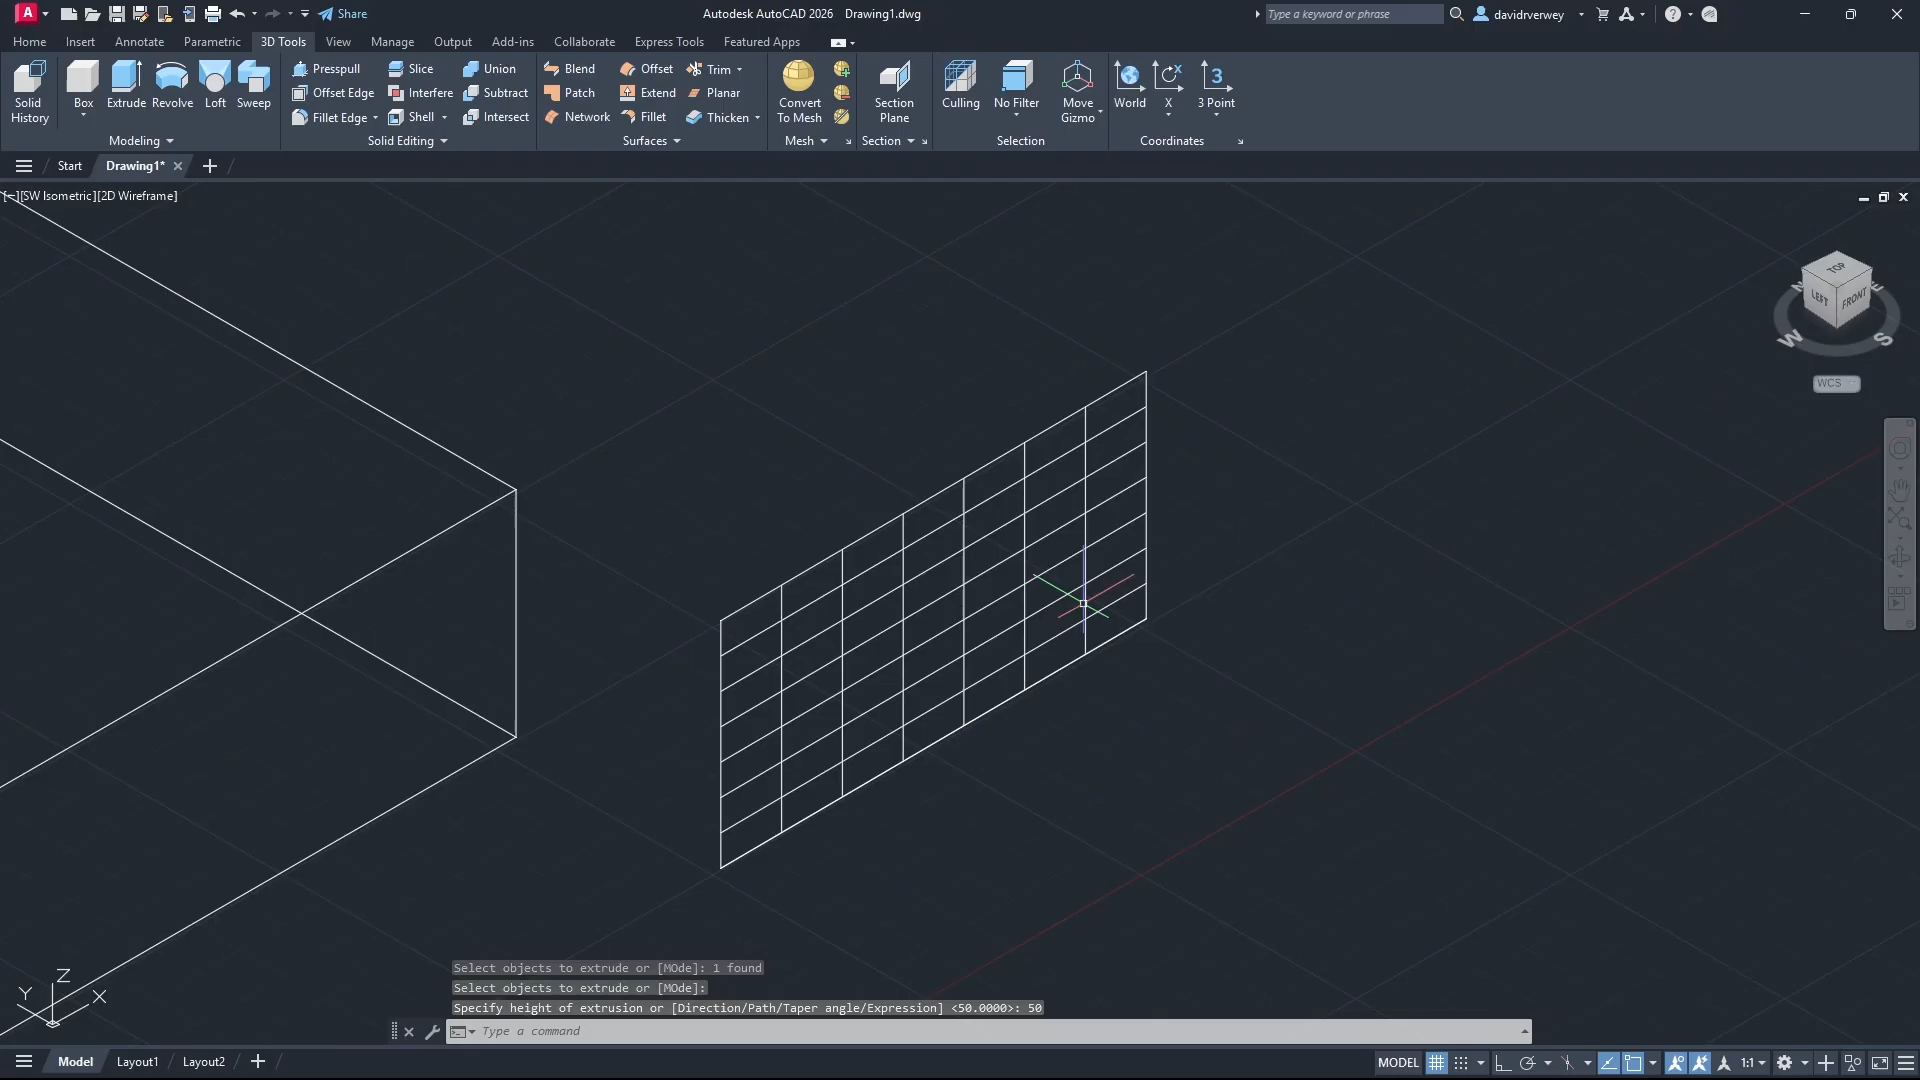 A Share Autodesk AutoCAD 2026 Drawing1.dwg Type a keyword or phrase davidrverwey
Home Insert Annotate Parametric 3D Tools View Manage Output Add-ins Collaborate Express Tools Featured Apps
Solid History
Box
Extrude
Revolve
Loft
Sweep
Modeling
Presspull
Offset Edge
Fillet Edge
Slice
Interfere
Shell
Union
Subtract
Intersect
Solid Editing
Blend
Patch
Network
Offset
Extend
Fillet
Trim
Planar
Thicken
Surfaces
Convert To Mesh
Mesh
Section Plane
Section
Culling
No Filter
Move Gizmo
Selection
World
X
3 Point
Coordinates
Start Drawing1*
[−][SW Isometric][2D Wireframe]
TOP
LEFT FRONT
N E
W S
WCS
Z
Y X
Select objects to extrude or [MOde]: 1 found
Select objects to extrude or [MOde]:
Specify height of extrusion or [Direction/Path/Taper angle/Expression] <50.0000>: 50
Type a command
Model Layout1 Layout2 MODEL 1:1